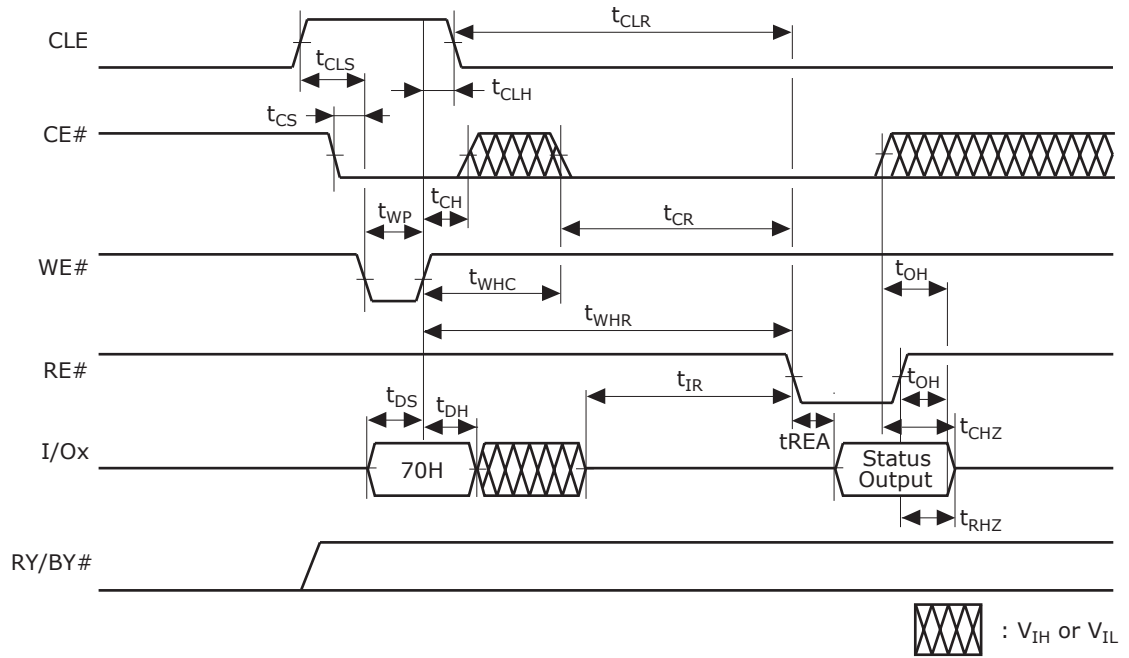 CLE
tCLR
tCLS
tCLH
tCS
CE#
tCH
tWP
tCR
WE#
tWHC
tOH
tWHR
RE#
tIR
tOH
tDS
tDH
tCHZ
tREA
I/Ox
70H
Status
Output
tRHZ
RY/BY#
: VIH or VIL